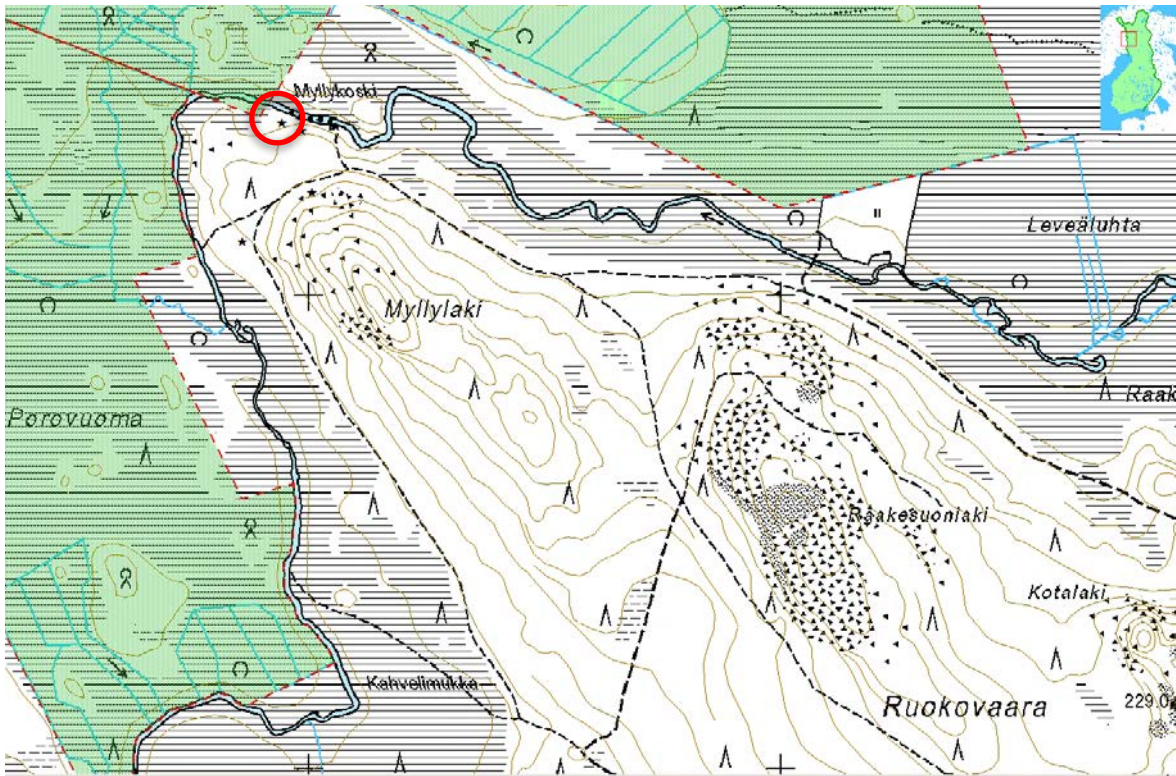 Myllykoski
Leveäluhta
Myllylaki
Porovuoma
Raak
Raakesuonlaki
Kotalaki
Kahvelimukka
Ruokovaara
229.0